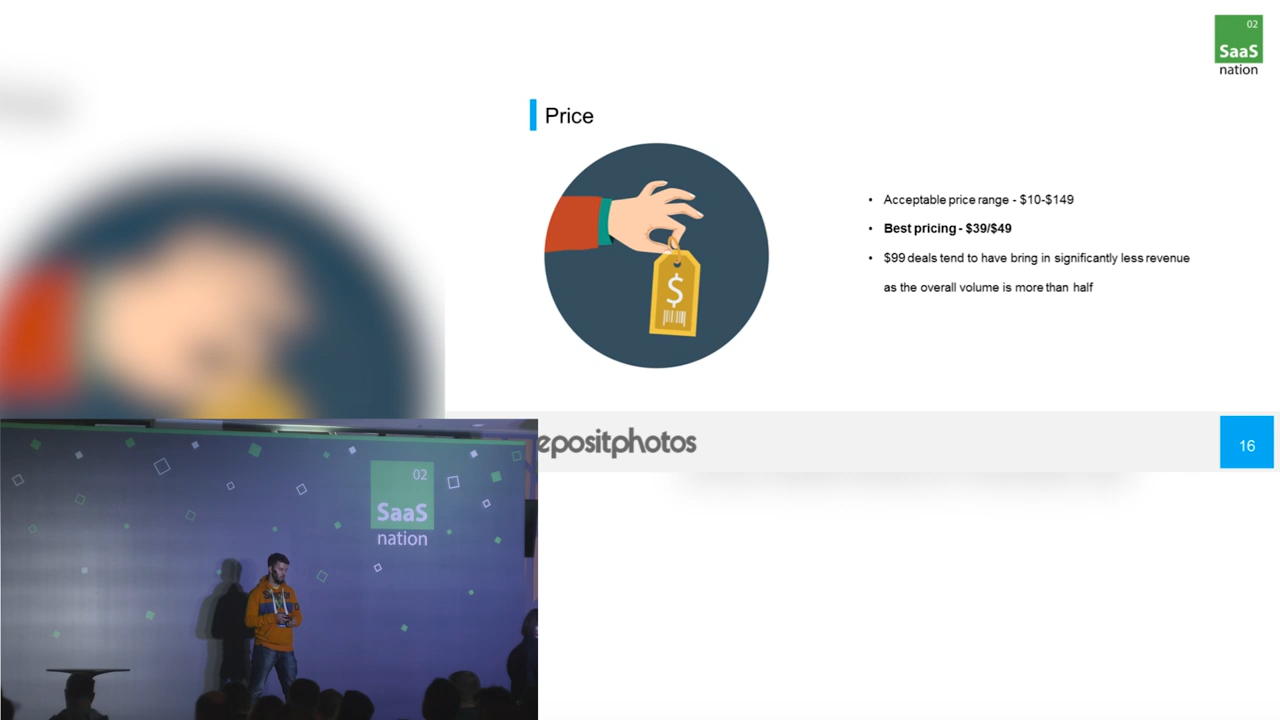 02
SaaS
nation
Price
• Acceptable price range - $10-$149
• Best pricing - $39/$49
• $99 deals tend to have bring in significantly less revenue
as the overall volume is more than half
$
epositphotos
16
02
SaaS
nation